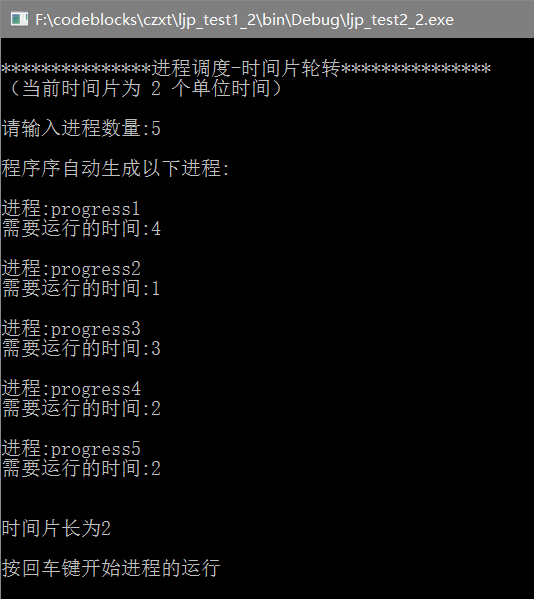 F:\codeblocks\czxt\ljp_test1_2\bin\Debug\ljp_test2_2.exe
***************进程调度-时间片轮转***************
（当前时间片为 2 个单位时间）
请输入进程数量:5
程序序自动生成以下进程:
进程:progress1
需要运行的时间:4
进程:progress2
需要运行的时间:1
进程:progress3
需要运行的时间:3
进程:progress4
需要运行的时间:2
进程:progress5
需要运行的时间:2
时间片长为2
按回车键开始进程的运行